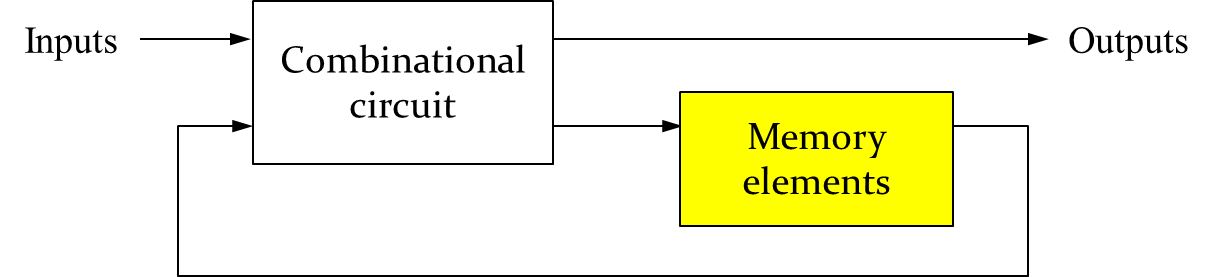 Inputs
Combinational
circuit
Outputs
Memory
elements